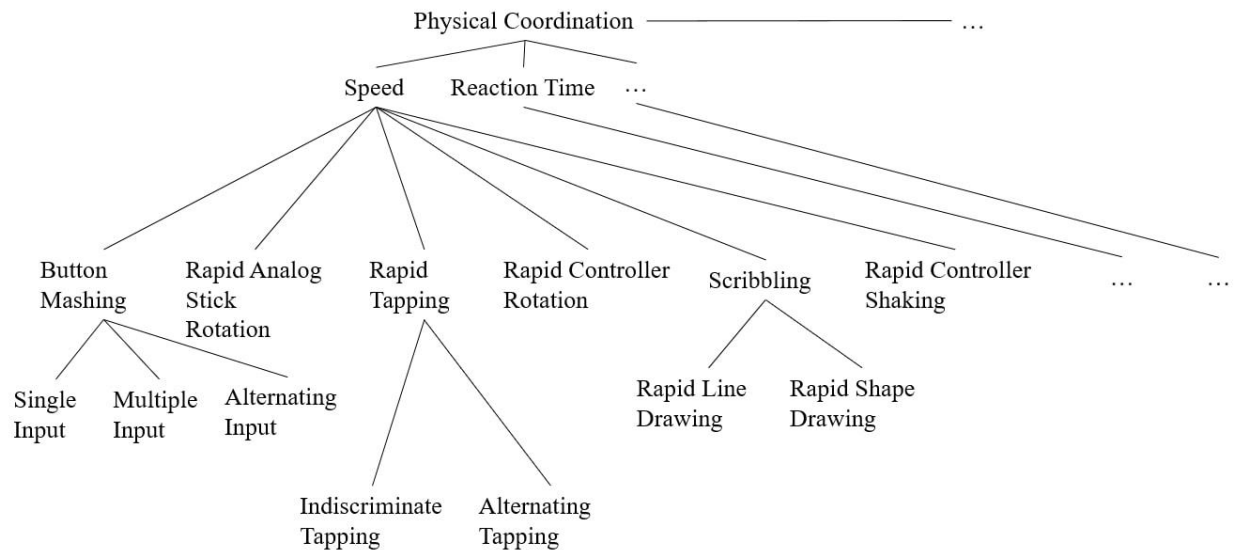 Physical Coordination
…
Speed
Reaction Time
…
Button
Mashing
Rapid Analog
Stick
Rotation
Rapid
Tapping
Rapid Controller
Rotation
Scribbling
Rapid Controller
Shaking
…
…
Single
Input
Multiple
Input
Alternating
Input
Rapid Line
Drawing
Rapid Shape
Drawing
Indiscriminate
Tapping
Alternating
Tapping